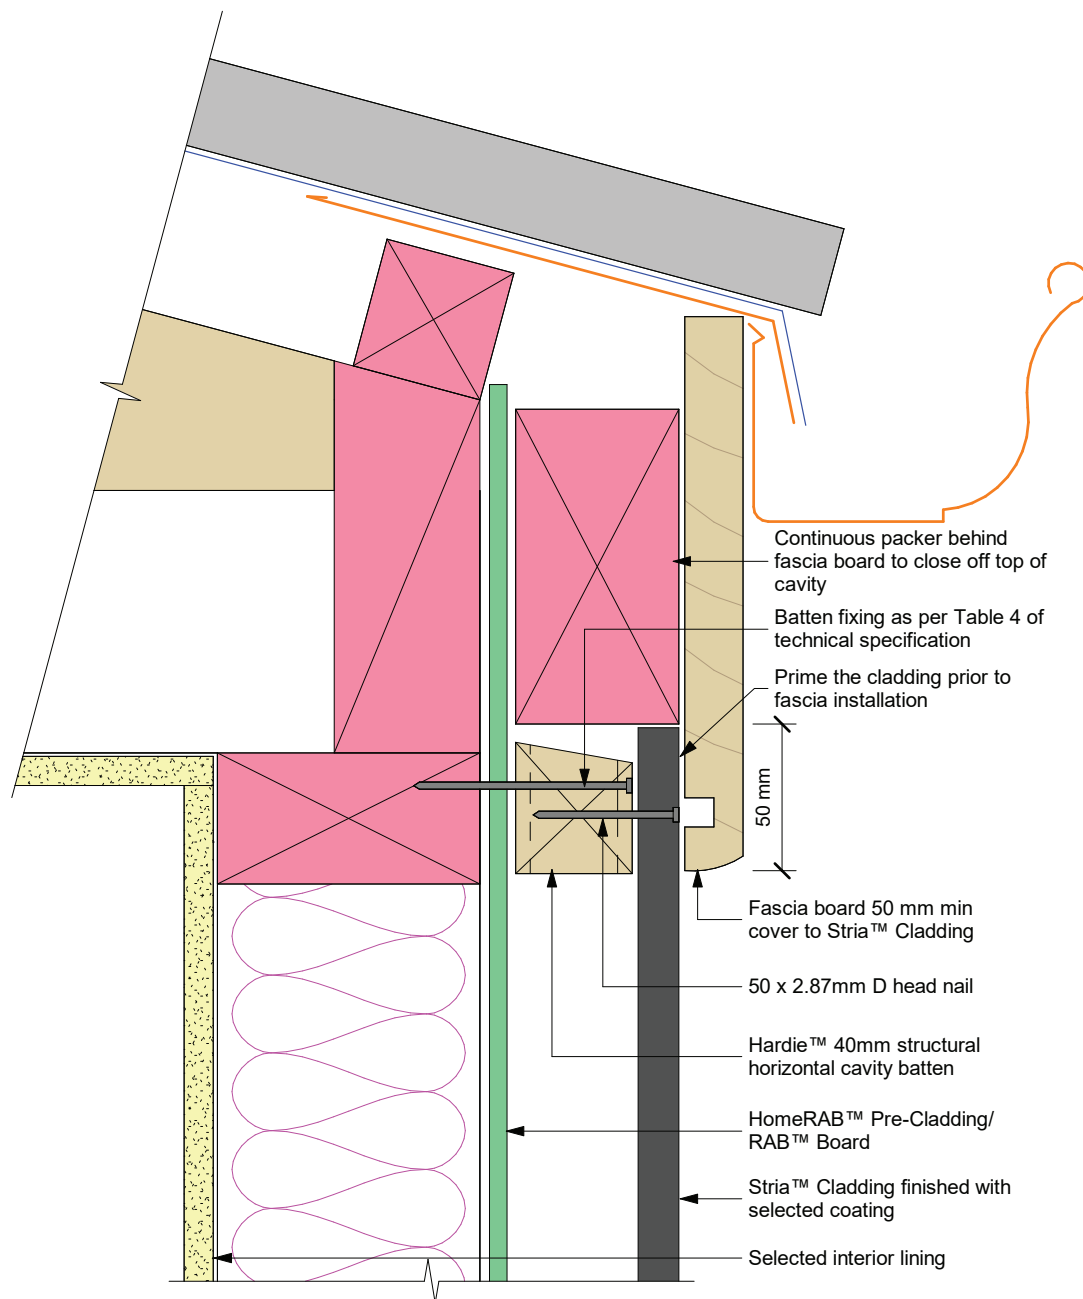 Continuous packer behind
fascia board to close off top of
cavity
Batten fixing as per Table 4 of
technical specification
Prime the cladding prior to
fascia installation
50 mm
Fascia board 50 mm min
cover to Stria™ Cladding
50 x 2.87mm D head nail
Hardie™ 40mm structural
horizontal cavity batten
HomeRAB™ Pre-Cladding/
RAB™ Board
Stria™ Cladding finished with
selected coating
Selected interior lining